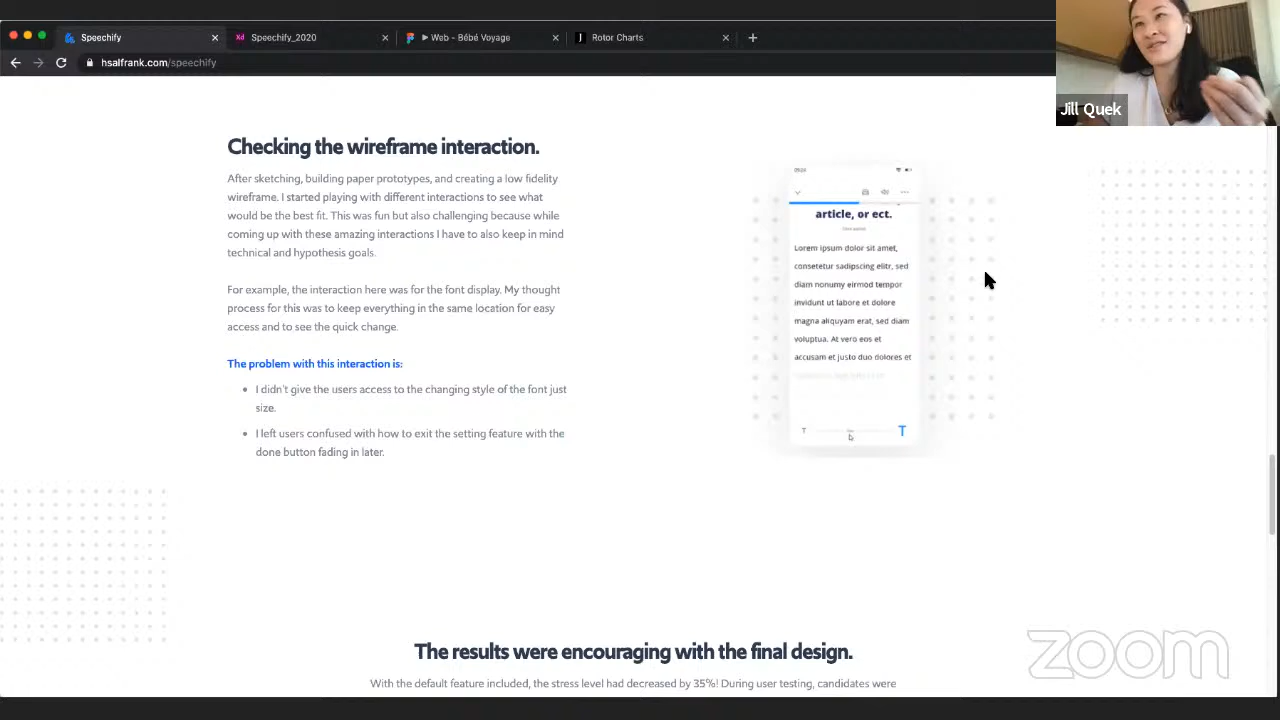 Speechify
Speechify_2020
Web - Bébé Voyage
Rotor Charts
hsalfrank.com/speechify
Jill Quek
Checking the wireframe interaction.
After sketching, building paper prototypes, and creating a low fidelity
wireframe. I started playing with different interactions to see what
would be the best fit. This was fun but also challenging because while
coming up with these amazing interactions I have to also keep in mind
technical and hypothesis goals.
For example, the interaction here was for the font display. My thought
process for this was to keep everything in the same location for easy
access and to see the quick change.
The problem with this interaction is:
I didn't give the users access to the changing style of the font just
size.
I left users confused with how to exit the setting feature with the
done button fading in later.
article, or ect.
Lorem ipsum dolor sit amet,
consetetur sadipscing elitr, sed
diam nonumy eirmod tempor
invidunt ut labore et dolore
magna aliquyam erat, sed diam
voluptua. At vero eos et
accusam et justo duo dolores et
T
T
The results were encouraging with the final design.
With the default feature included, the stress level had decreased by 35%! During user testing, candidates were
zoom